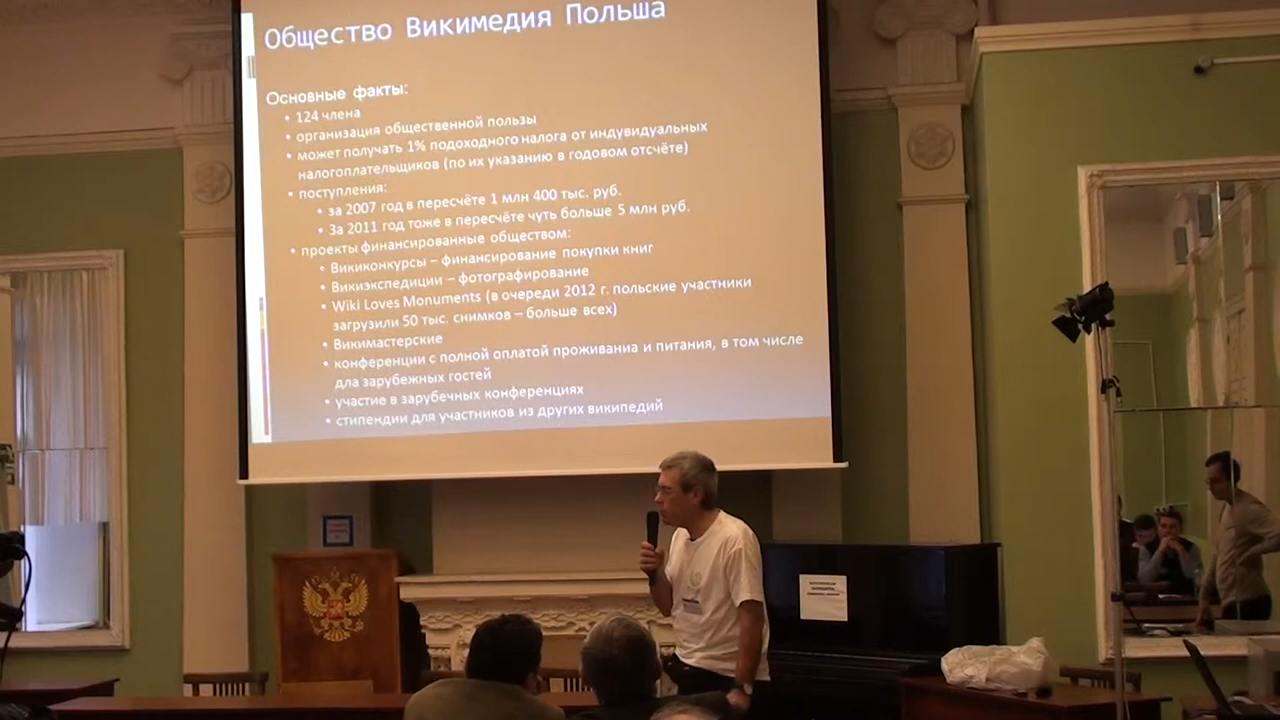 Общество Викимедия Польша
Основные факты:
• 124 члена
• организация общественной пользы
• может получать 1% подоходного налога от индувидуальных
налогоплательщиков (по их указанию в годовом отсчёте)
• поступления:
• за 2007 год в пересчёте 1 млн 400 тыс. руб.
• За 2011 год тоже в пересчёте чуть больше 5 млн руб.
• проекты финансированные обществом:
• Викиконкурсы – финансирование покупки книг
• Викиэкспедиции – фотографирование
• Wiki Loves Monuments (в очереди 2012 г. польские участники
загрузили 50 тыс. снимков – больше всех)
• Викимастерские
• конференции с полной оплатой проживаниа и питаниа, в том числе
для зарубежных гостей
• участие в зарубечных конференциях
• стипендии для участников из других википедий